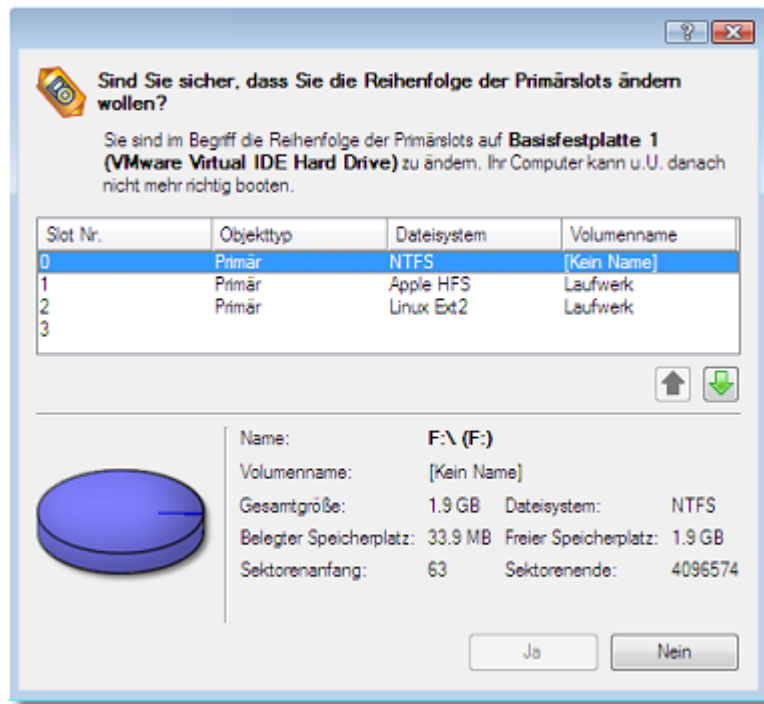 Sind Sie sicher, dass Sie die Reihenfolge der Primärslots ändern
wollen?
Sie sind im Begriff die Reihenfolge der Primärslots auf Basisfestplatte 1
(VMware Virtual IDE Hard Drive) zu ändern. Ihr Computer kann u.U. danach
nicht mehr richtig booten.
Slot Nr. Objekttyp Dateisystem Volumenname
0 Primär NTFS [Kein Name]
1 Primär Apple HFS Laufwerk
2 Primär Linux Ext2 Laufwerk
3
Name: F:\ (F:)
Volumenname: [Kein Name]
Gesamtgröße: 1.9 GB Dateisystem: NTFS
Belegter Speicherplatz: 33.9 MB Freier Speicherplatz: 1.9 GB
Sektorenanfang: 63 Sektorenende: 4096574
Ja Nein